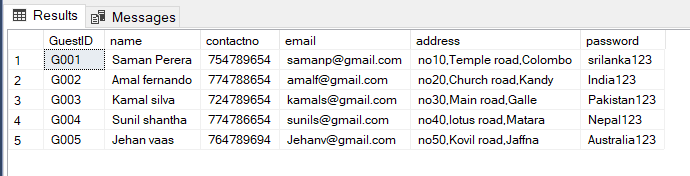 Results Messages
GuestID name contactno email address password
1 G001 Saman Perera 754789654 samanp@gmail.com no10,Temple road,Colombo srilanka123
2 G002 Amal fernando 774788654 amalf@gmail.com no20,Church road,Kandy India123
3 G003 Kamal silva 724789654 kamals@gmail.com no30,Main road,Galle Pakistan123
4 G004 Sunil shantha 774786654 sunils@gmail.com no40,lotus road,Matara Nepal123
5 G005 Jehan vaas 764789694 Jehanv@gmail.com no50,Kovil road,Jaffna Australia123